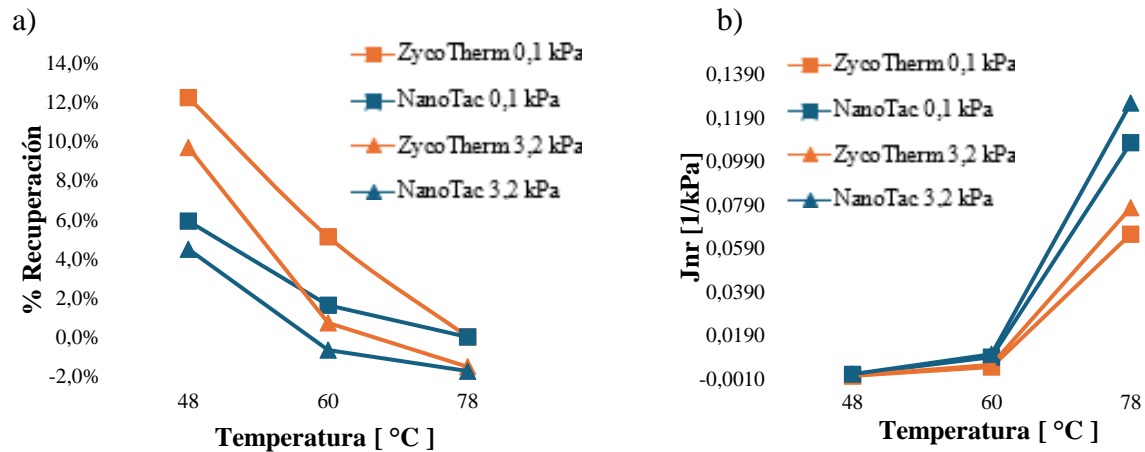 a)
% Recuperación
14,0%
12,0%
10,0%
8,0%
6,0%
4,0%
2,0%
0,0%
-2,0%
ZycoTherm 0,1 kPa
NanoTac 0,1 kPa
ZycoTherm 3,2 kPa
NanoTac 3,2 kPa
48 60 78
Temperatura [ °C ]
b)
Jnr [1/kPa]
0,1390
0,1190
0,0990
0,0790
0,0590
0,0390
0,0190
-0,0010
ZycoTherm 0,1 kPa
NanoTac 0,1 kPa
ZycoTherm 3,2 kPa
NanoTac 3,2 kPa
48 60 78
Temperatura [ °C ]